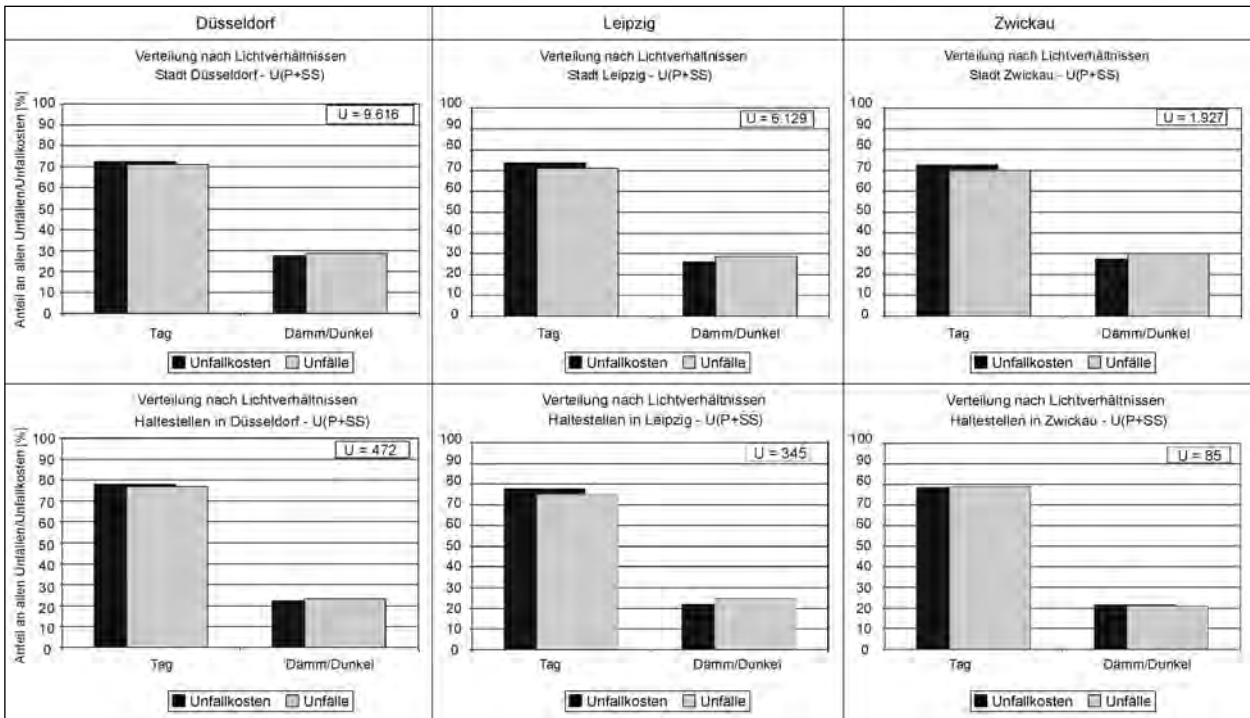 Düsseldorf
Leipzig
Zwickau
Verteilung nach Lichtverhältnissen
Stadt Düsseldorf - U(P+SS)
Anteil an allen Unfällen/Unfallkosten [%]
100
90
80
70
60
50
40
30
20
10
0
U = 9.616
Tag
Dämm/Dunkel
Unfallkosten
Unfälle
Verteilung nach Lichtverhältnissen
Stadt Leipzig - U(P+SS)
100
90
80
70
60
50
40
30
20
10
0
Tag
Dämm/Dunkel
Unfallkosten
Unfälle
Verteilung nach Lichtverhältnissen
Stadt Zwickau - U(P+SS)
100
90
80
70
60
50
40
30
20
10
0
U = 1.927
Tag
Dämm/Dunkel
Unfallkosten
Unfälle
Verteilung nach Lichtverhältnissen
Haltestellen in Düsseldorf - U(P+SS)
Anteil an allen Unfällen/Unfallkosten [%]
100
90
80
70
60
50
40
30
20
10
0
U = 472
Tag
Dämm/Dunkel
Unfallkosten
Unfälle
Verteilung nach Lichtverhältnissen
Haltestellen in Leipzig - U(P+SS)
100
90
80
70
60
50
40
30
20
10
0
U = 345
Tag
Dämm/Dunkel
Unfallkosten
Unfälle
Verteilung nach Lichtverhältnissen
Haltestellen in Zwickau - U(P+SS)
100
90
80
70
60
50
40
30
20
10
0
U = 85
Tag
Dämm/Dunkel
Unfallkosten
Unfälle